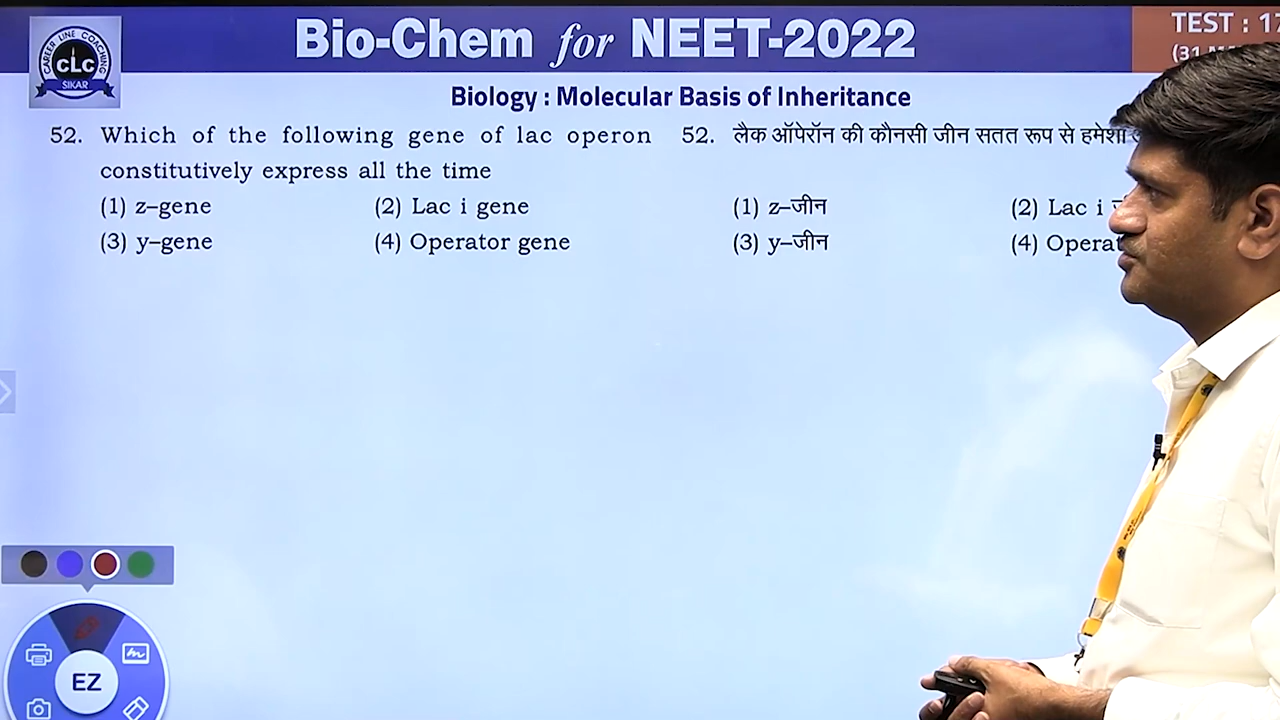 CAREER LINE COACHING
CLC
SIKAR
Bio-Chem for NEET-2022
TEST : 17
(31
Biology : Molecular Basis of Inheritance
52. Which of the following gene of lac operon
constitutively express all the time
(1) z–gene (2) Lac i gene
(3) y–gene (4) Operator gene
52. लैक ऑपेरॉन की कौनसी जीन सतत रूप से हमेशा
(1) z–जीन (2) Lac i
(3) y–जीन (4)
EZ